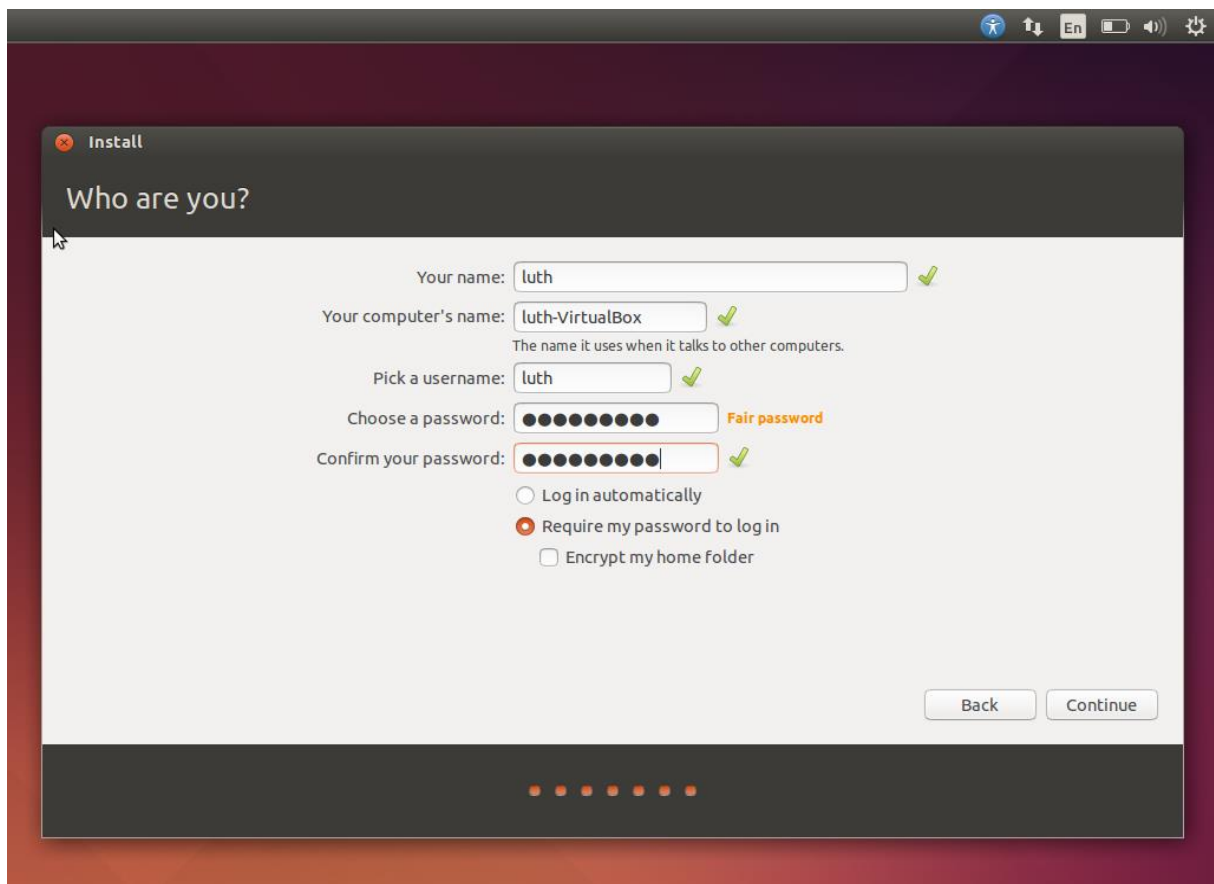 En
Install
Who are you?
Your name: luth
Your computer's name: luth-VirtualBox
The name it uses when it talks to other computers.
Pick a username: luth
Choose a password: ●●●●●●●●● Fair password
Confirm your password: ●●●●●●●●●
Log in automatically
Require my password to log in
Encrypt my home folder
Back Continue